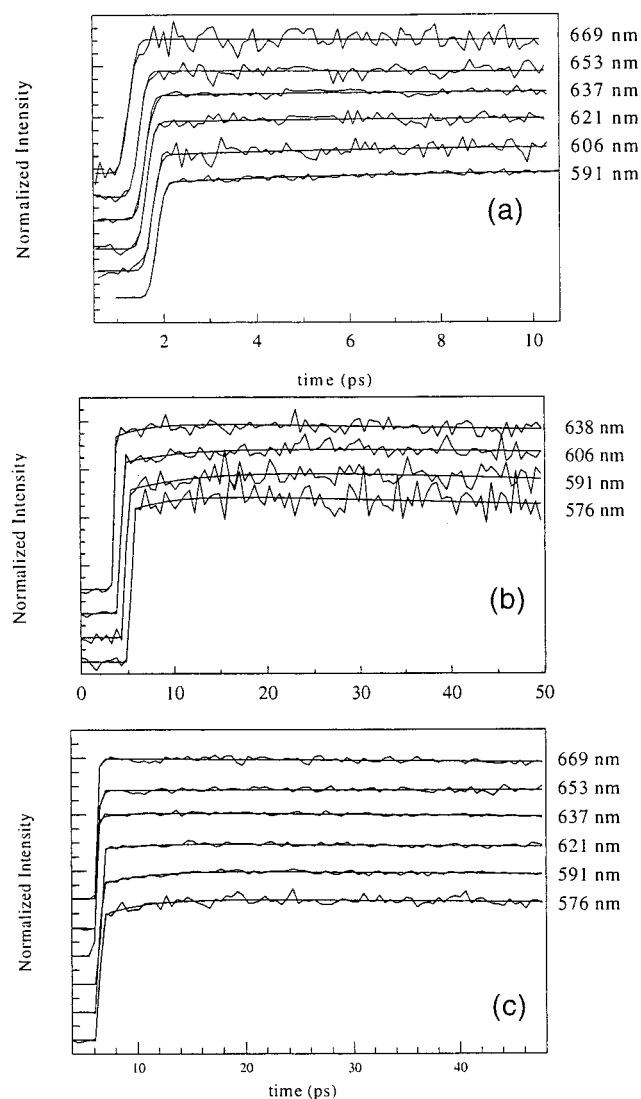 Normalized Intensity
669 nm
653 nm
637 nm
621 nm
606 nm
591 nm
(a)
2 4 6 8 10
time (ps)
Normalized Intensity
638 nm
606 nm
591 nm
576 nm
(b)
0 10 20 30 40 50
Normalized Intensity
669 nm
653 nm
637 nm
621 nm
591 nm
576 nm
(c)
10 20 30 40
time (ps)